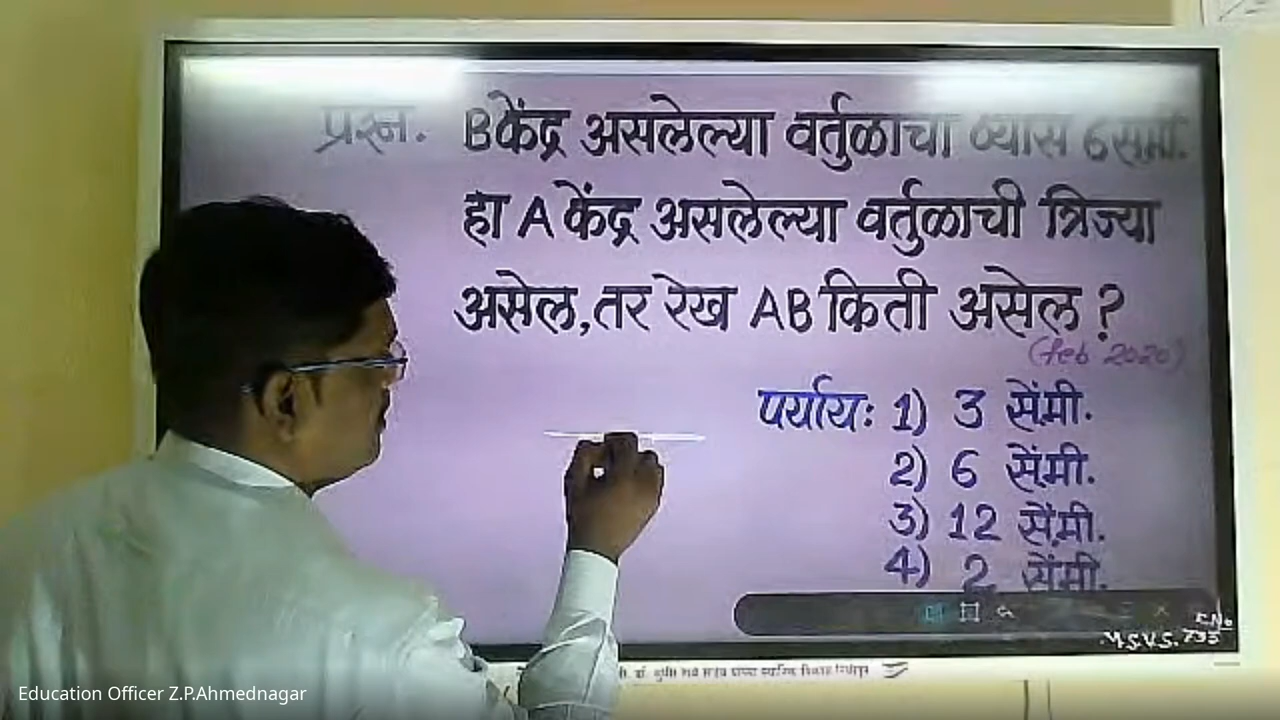 प्रश्न. B केंद्र असलेल्या वर्तुळाचा व्यास 6 सेंमी.
हा A केंद्र असलेल्या वर्तुळाची त्रिज्या
असेल, तर रेख AB किती असेल ?
(feb 2020)
पर्याय: 1) 3 सेंमी.
2) 6 सेंमी.
3) 12 सेंमी.
4) 2 सेंमी.
Education Officer Z.P.Ahmednagar